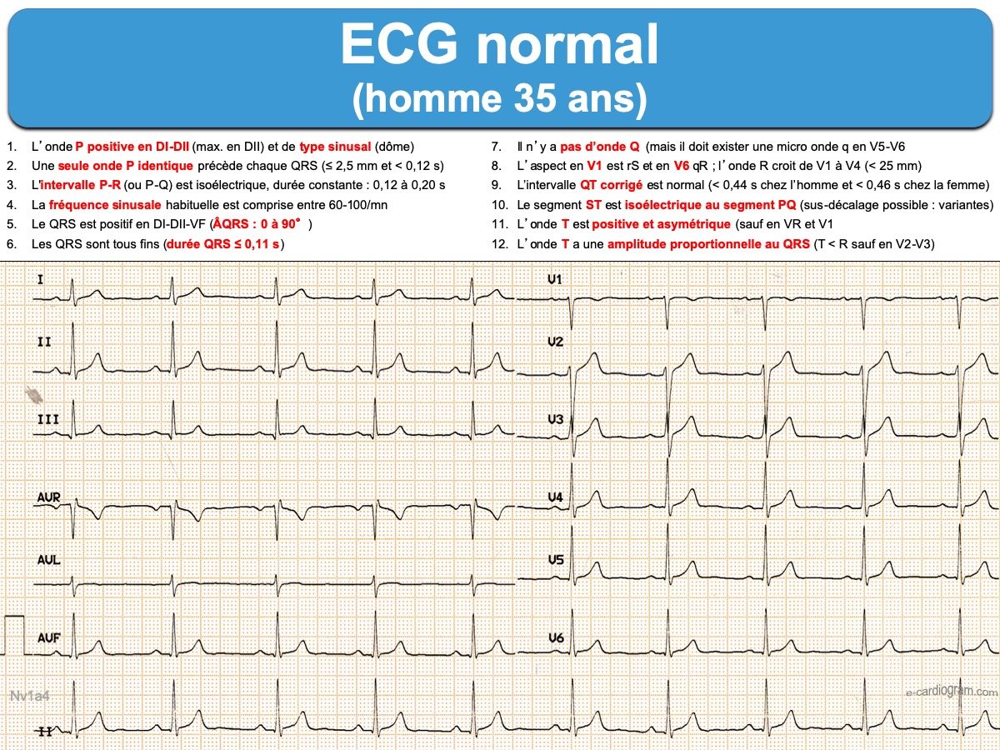 ECG normal
(homme 35 ans)
1. L’onde P positive en DI-DII (max. en DII) et de type sinusal (dôme)
2. Une seule onde P identique précède chaque QRS (≤ 2,5 mm et < 0,12 s)
3. L'intervalle P-R (ou P-Q) est isoélectrique, durée constante : 0,12 à 0,20 s
4. La fréquence sinusale habituelle est comprise entre 60-100/mn
5. Le QRS est positif en DI-DII-VF (ÂQRS : 0 à 90° )
6. Les QRS sont tous fins (durée QRS ≤ 0,11 s)
7. Il n’y a pas d’onde Q (mais il doit exister une micro onde q en V5-V6
8. L’aspect en V1 est rS et en V6 qR ; l’onde R croit de V1 à V4 (< 25 mm)
9. L’intervalle QT corrigé est normal (< 0,44 s chez l’homme et < 0,46 s chez la femme)
10. Le segment ST est isoélectrique au segment PQ (sus-décalage possible : variantes)
11. L’onde T est positive et asymétrique (sauf en VR et V1
12. L’onde T a une amplitude proportionnelle au QRS (T < R sauf en V2-V3)
I
II
III
AVR
AVL
AVF
II
V1
V2
V3
V4
V5
V6
Nv1a4
e-cardiogram.com